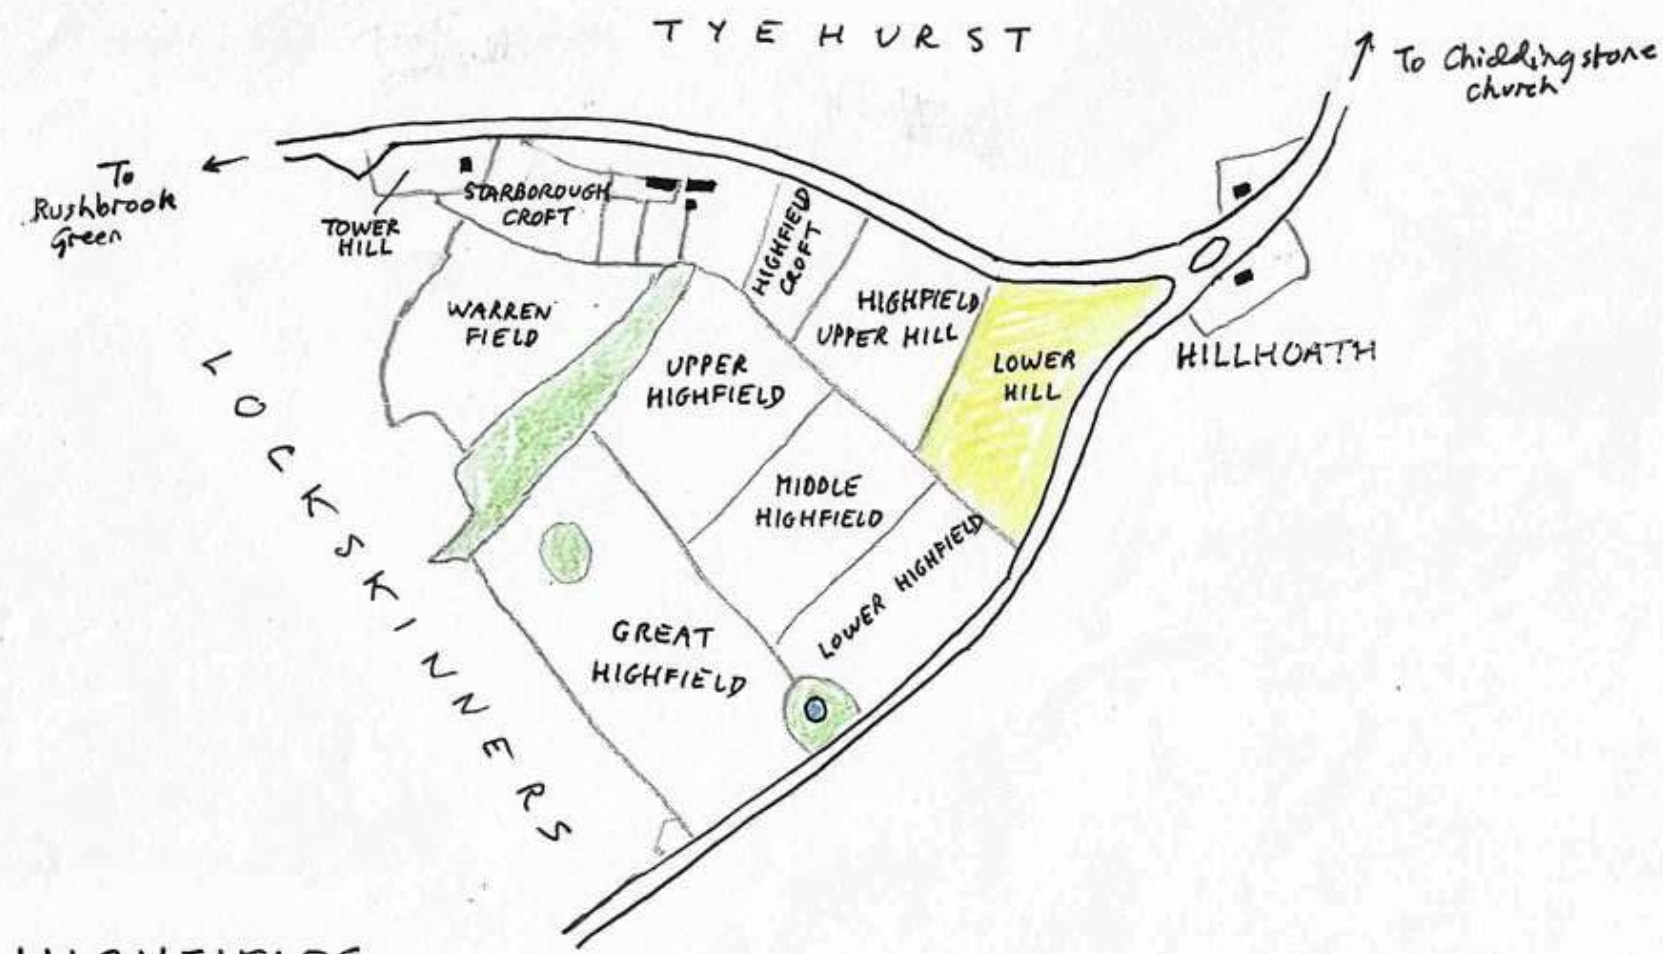 TYEHURST
To Chiddingstone
church
To
Rushbrook
Green
TOWER
HILL
STARBOROUGH
CROFT
HIGHFIELD
CROFT
WARREN
FIELD
UPPER
HIGHFIELD
HIGHFIELD
UPPER HILL
LOWER
HILL
HILLHOATH
MIDDLE
HIGHFIELD
LOWER HIGHFIELD
GREAT
HIGHFIELD
LOCKSKINNERS